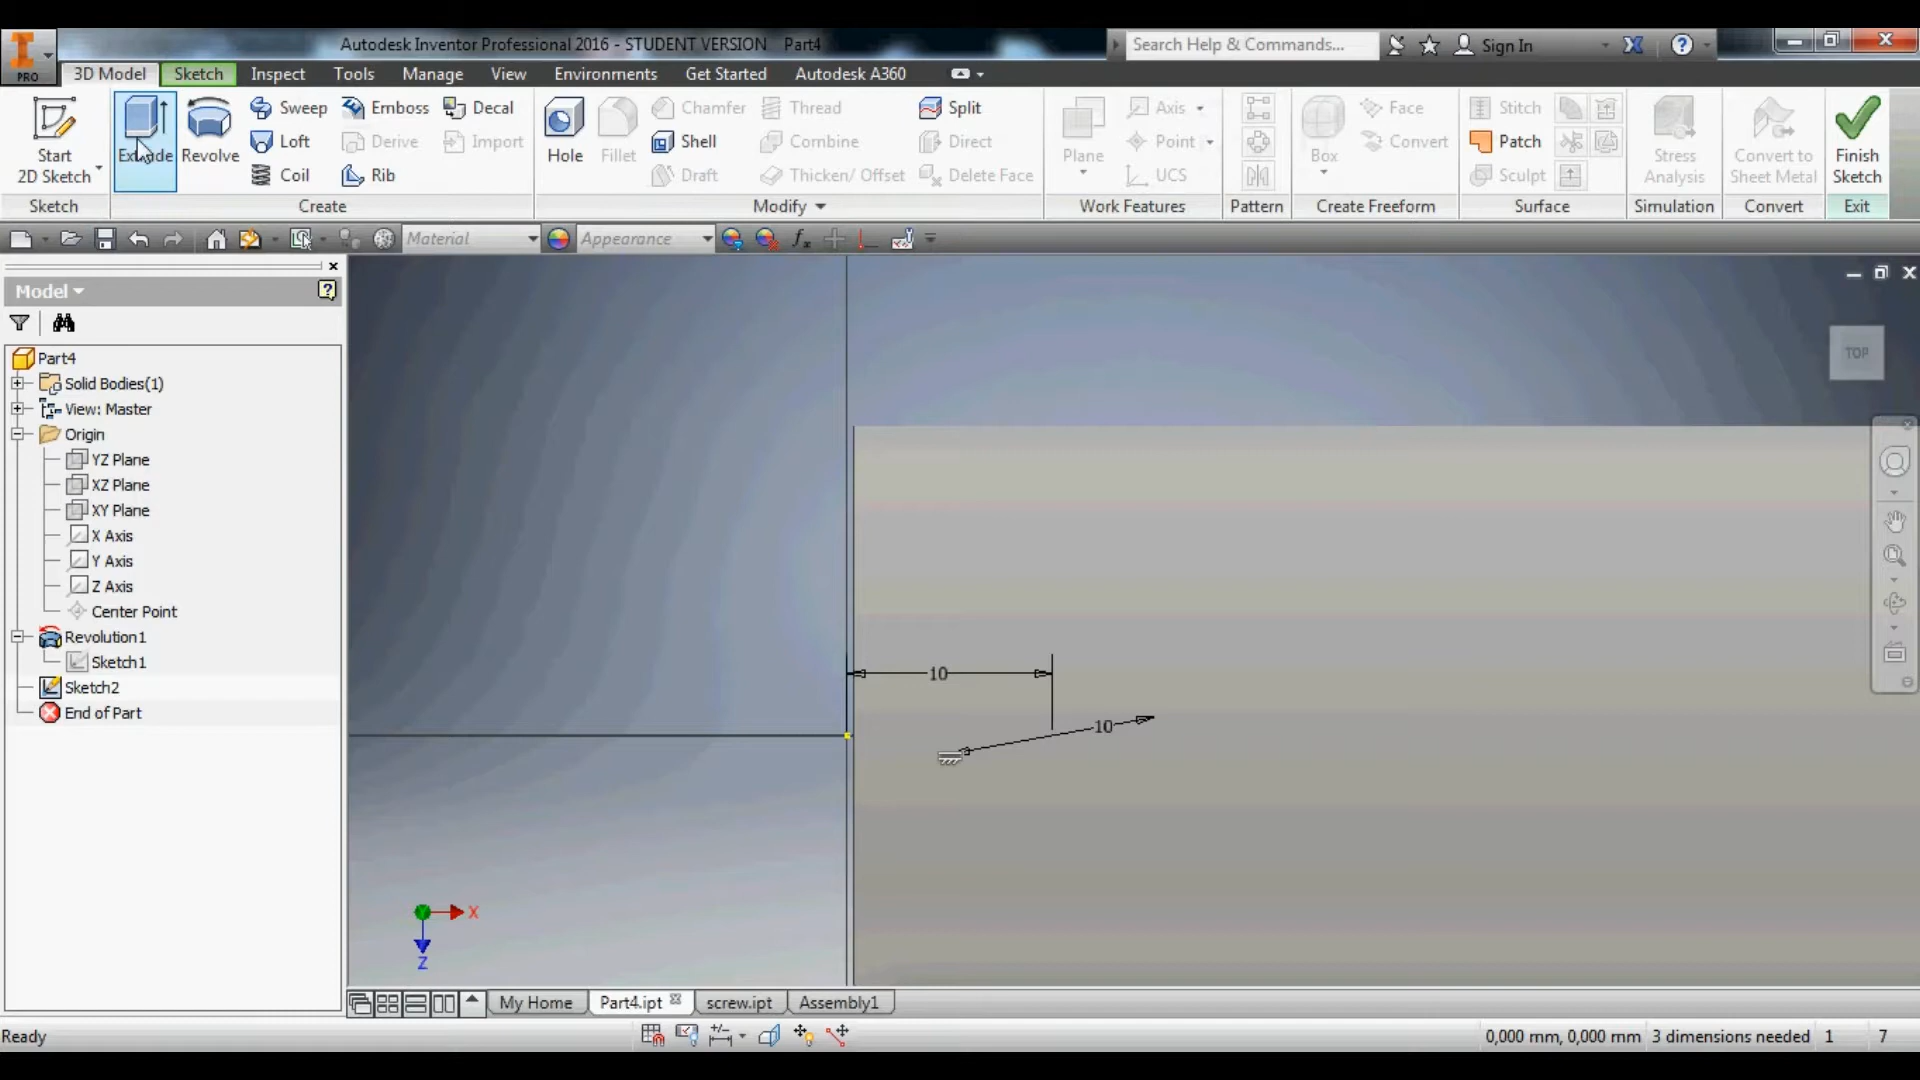 Autodesk Inventor Professional 2016 - STUDENT VERSION Part4
Search Help & Commands...
Sign In
PRO
3D Model Sketch Inspect Tools Manage View Environments Get Started Autodesk A360
Start
2D Sketch
Extrude
Revolve
Sweep
Loft
Coil
Emboss
Derive
Rib
Decal
Import
Hole
Fillet
Chamfer
Shell
Draft
Thread
Combine
Thicken/ Offset
Split
Direct
Delete Face
Plane
Axis
Point
UCS
Box
Face
Convert
Stitch
Patch
Sculpt
Stress
Analysis
Convert to
Sheet Metal
Finish
Sketch
Sketch Create Modify Work Features Pattern Create Freeform Surface Simulation Convert Exit
Material
Appearance
fx
Model
Part4
Solid Bodies(1)
View: Master
Origin
YZ Plane
XZ Plane
XY Plane
X Axis
Y Axis
Z Axis
Center Point
Revolution1
Sketch1
Sketch2
End of Part
TOP
10
10
X
Z
My Home Part4.ipt screw.ipt Assembly1
Ready
0,000 mm, 0,000 mm 3 dimensions needed 1 7